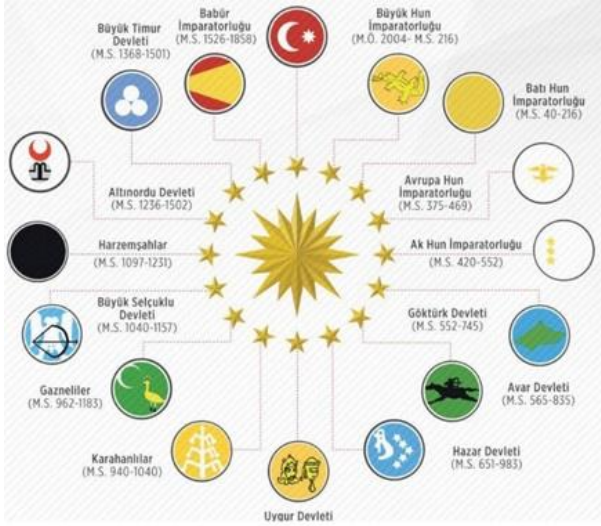 Babür
İmparatorluğu
(M.S. 1526-1858)
Büyük Hun
İmparatorluğu
(M.Ö. 2004- M.S. 216)
Büyük Timur
Devleti
(M.S. 1368-1501)
Batı Hun
İmparatorluğu
(M.S. 40-216)
Altınordu Devleti
(M.S. 1236-1502)
Avrupa Hun
İmparatorluğu
(M.S. 375-469)
Harzemşahlar
(M.S. 1097-1231)
Ak Hun İmparatorluğu
(M.S. 420-552)
Büyük Selçuklu
Devleti
(M.S. 1040-1157)
Göktürk Devleti
(M.S. 552-745)
Gazneliler
(M.S. 962-1183)
Avar Devleti
(M.S. 565-835)
Karahanlılar
(M.S. 940-1040)
Hazar Devleti
(M.S. 651-983)
Uygur Devleti